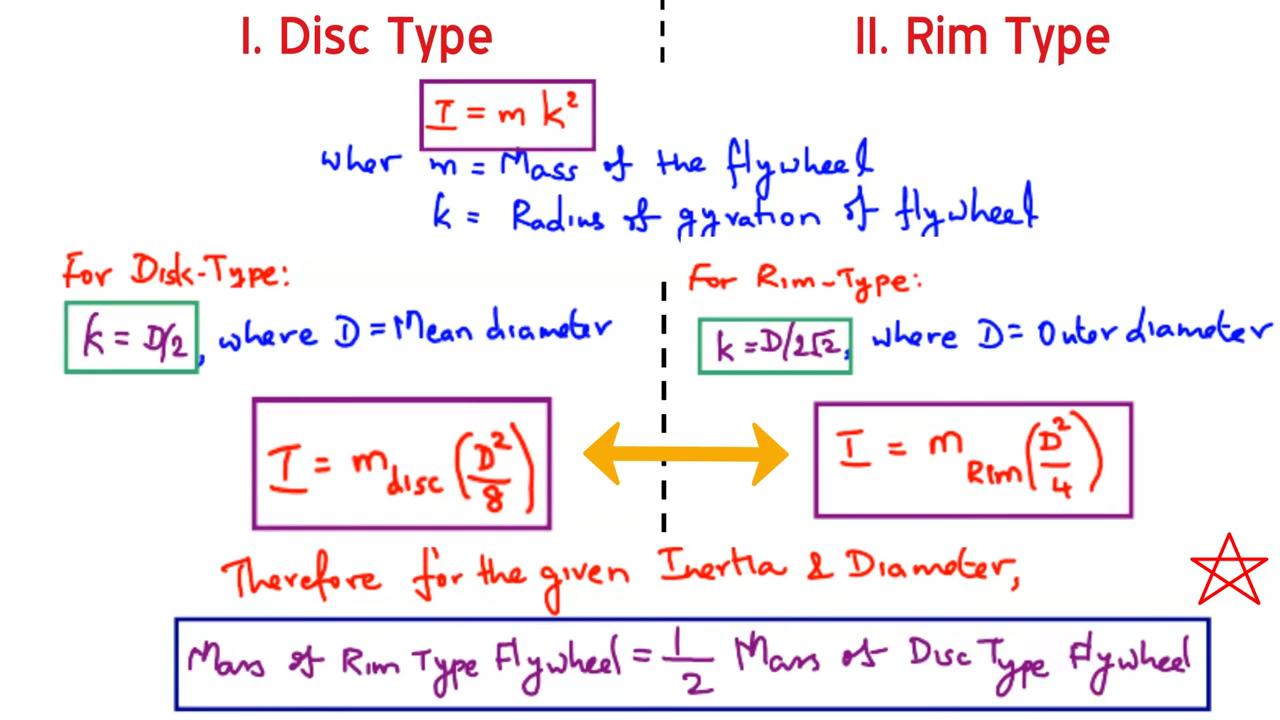 I. Disc Type
II. Rim Type
I = m k²
wher m = Mass of the flywheel
k = Radius of gyration of flywheel
For Disk-Type:
k = D/2, where D = Mean diameter
For Rim-Type:
k = D/2√2, where D = Outer diameter
I = m disc (D²/8)
I = m Rim (D²/4)
Therefore for the given Inertia & Diameter,
Mass of Rim Type Flywheel = 1/2 Mass of Disc Type Flywheel